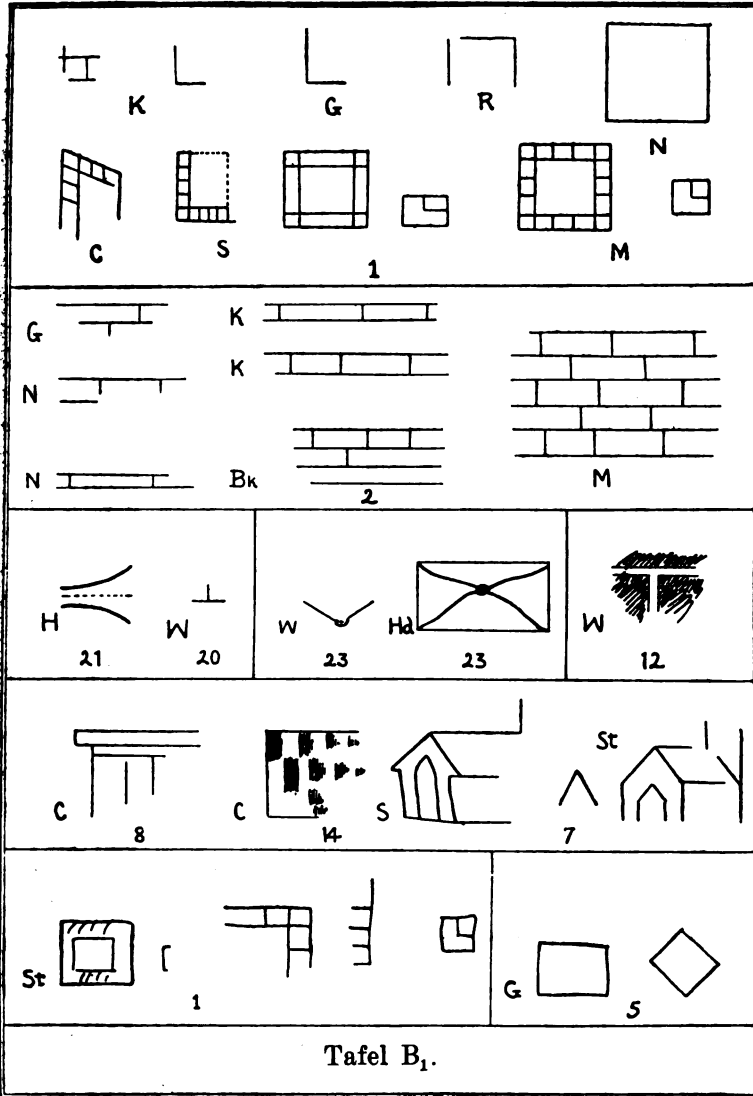 K G R N
C S M
1
G K
K
N
N Bk M
2
H W W Hd W
21 20 23 23 12
St
C C S
8 14 7
St G
1 5
Tafel B₁.